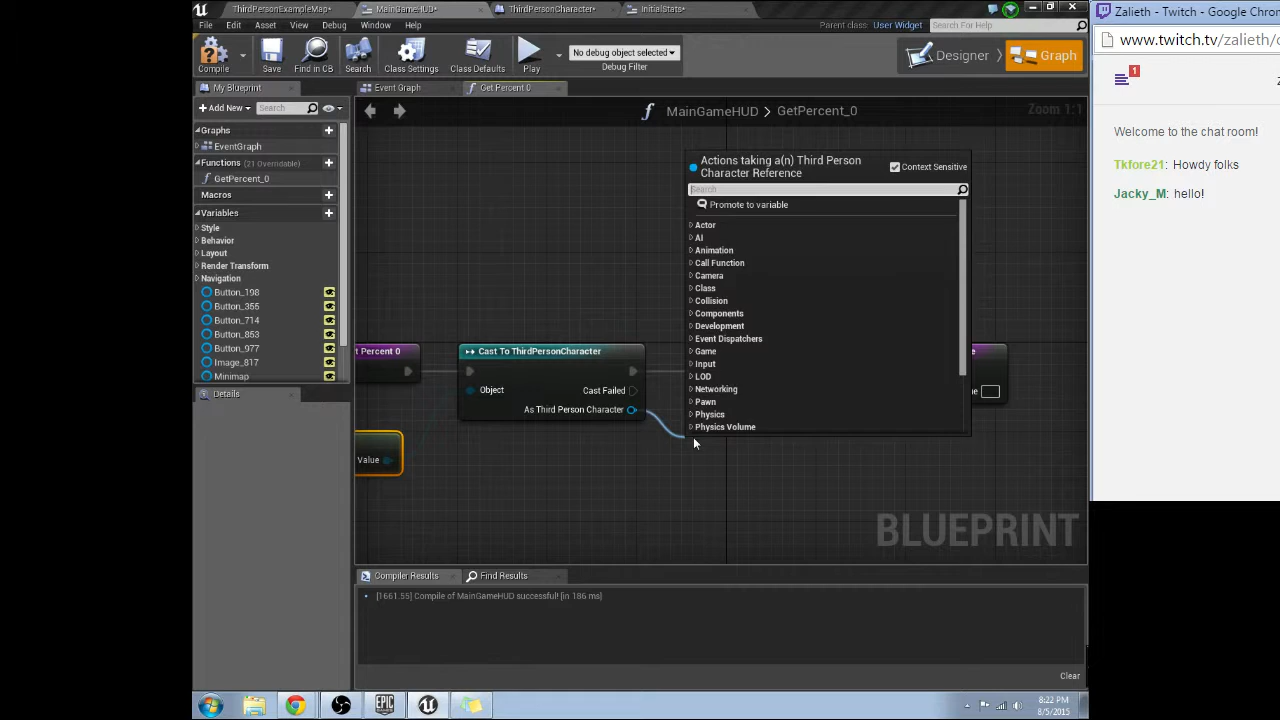 ThirdPersonExampleMap*
MainGameHUD*
ThirdPersonCharacter*
InitialStats*
Zalieth - Twitch - Google Chro
File Edit Asset View Debug Window Help
Parent class: User Widget
Search For Help
www.twitch.tv/zalieth/c
Compile
Save
Find in CB
Search
Class Settings
Class Defaults
Play
No debug object selected
Debug Filter
Designer
Graph
1
My Blueprint
Event Graph
Get Percent 0
Add New
Search
MainGameHUD > GetPercent_0
Zoom 1:1
Welcome to the chat room!
Tkfore21: Howdy folks
Jacky_M: hello!
Graphs
EventGraph
Functions (21 Overridable)
GetPercent_0
Macros
Variables
Style
Behavior
Layout
Render Transform
Navigation
Button_198
Button_355
Button_714
Button_853
Button_977
Image_817
Minimap
Details
Actions taking a(n) Third Person
Character Reference
Context Sensitive
Search
Promote to variable
Actor
AI
Animation
Call Function
Camera
Class
Collision
Components
Development
Event Dispatchers
Game
Input
LOD
Networking
Pawn
Physics
Physics Volume
t Percent 0
Cast To ThirdPersonCharacter
Object
Cast Failed
As Third Person Character
Value
e
ne
BLUEPRINT
Compiler Results
Find Results
[1661.55] Compile of MainGameHUD successful! [in 186 ms]
Clear
EPIC
GAMES
8:22 PM
8/5/2015